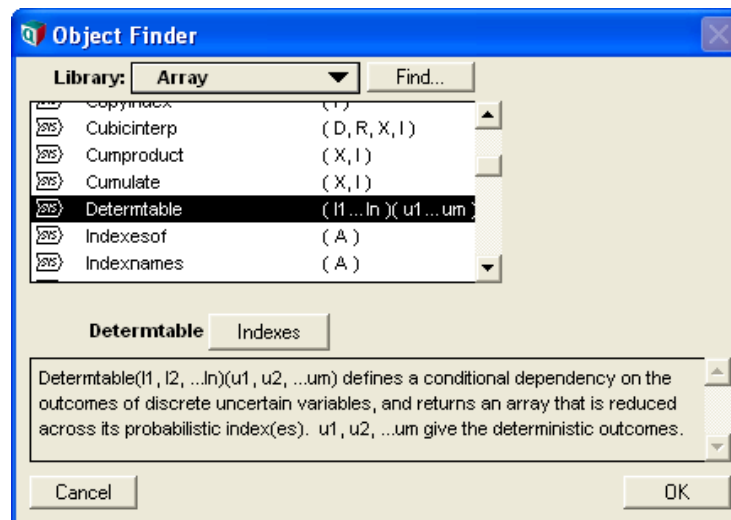 Object Finder
Library: Array Find...
Copyindex ( I )
Cubicinterp ( D, R, X, I )
Cumproduct ( X, I )
Cumulate ( X, I )
Determtable ( I1...In )( u1...um )
Indexesof ( A )
Indexnames ( A )
Determtable Indexes
Determtable(I1, I2, ...In)(u1, u2, ...um) defines a conditional dependency on the
outcomes of discrete uncertain variables, and returns an array that is reduced
across its probabilistic index(es). u1, u2, ...um give the deterministic outcomes.
Cancel OK